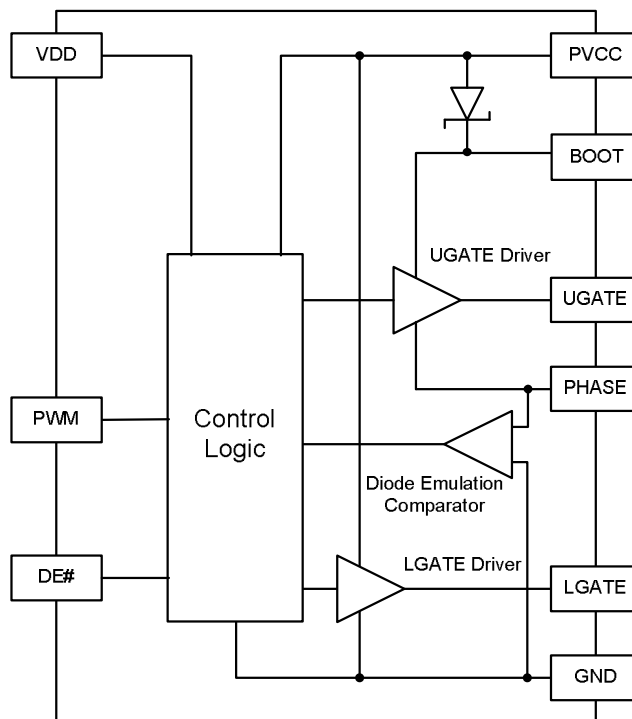 VDD
PVCC
BOOT
UGATE Driver
UGATE
PHASE
PWM
Control
Logic
Diode Emulation
Comparator
DE#
LGATE Driver
LGATE
GND